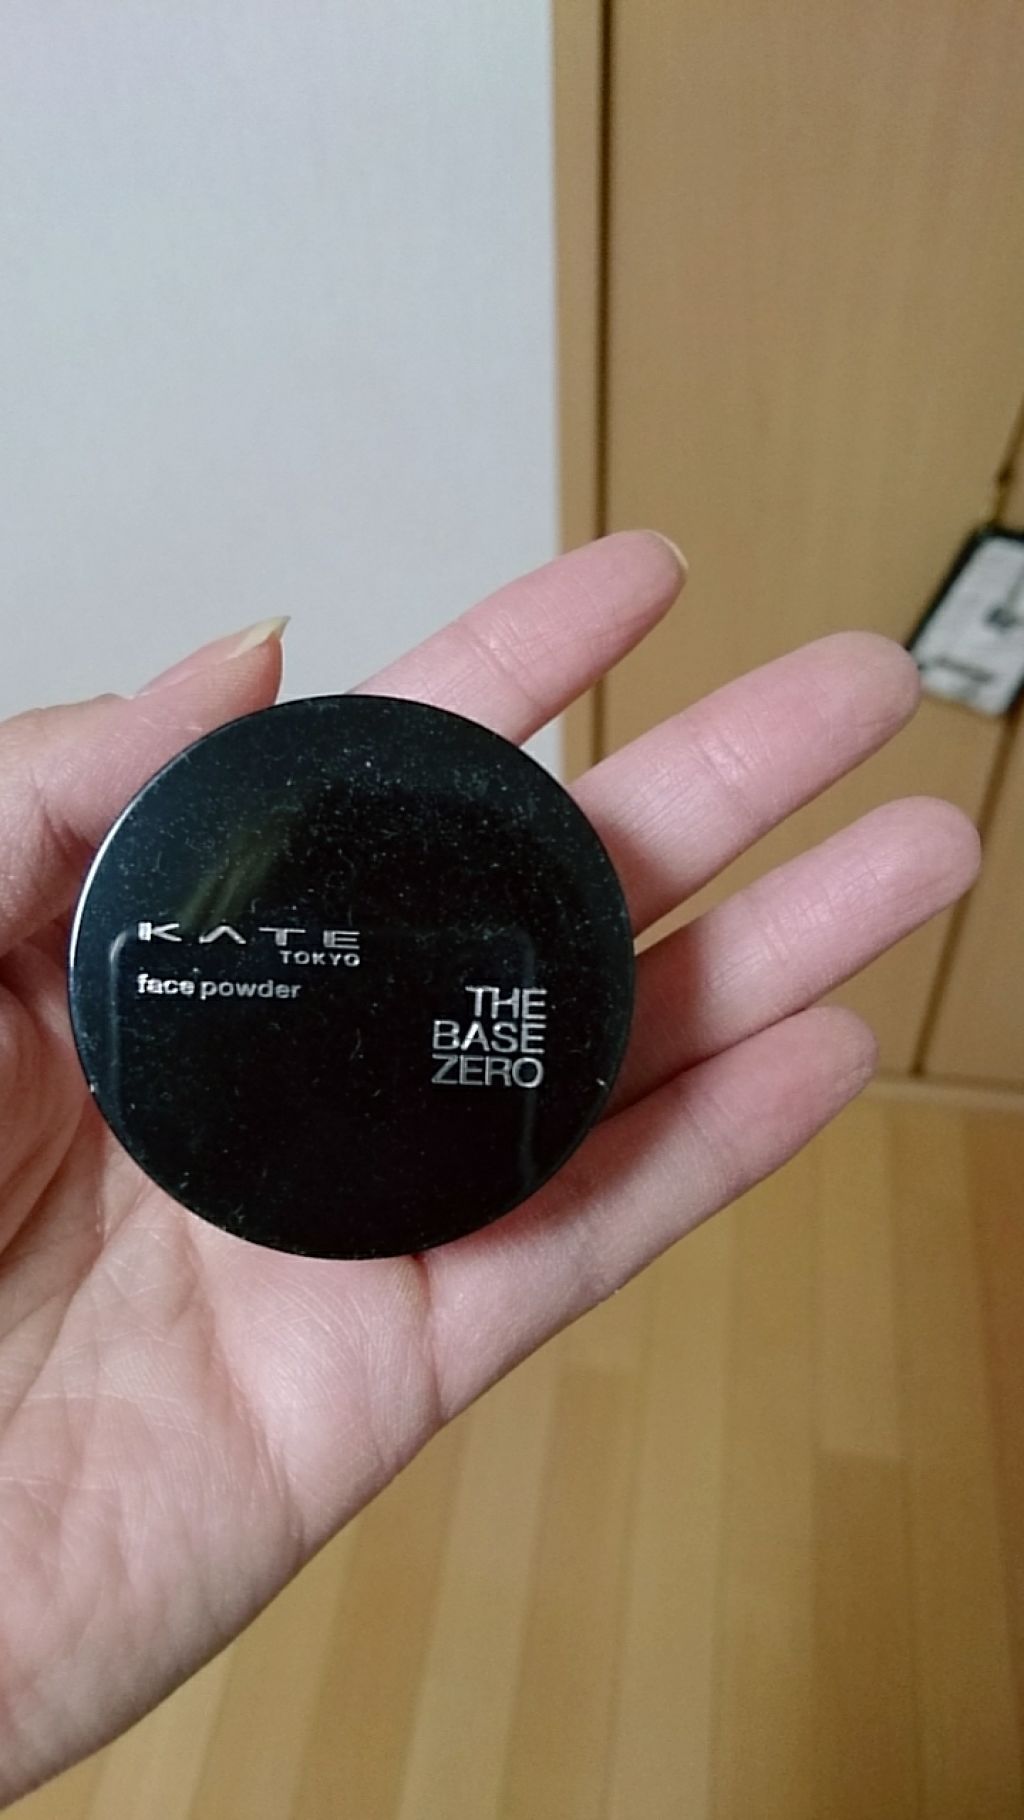 KATE
TOKYO
face powder
THE
BASE
ZERO